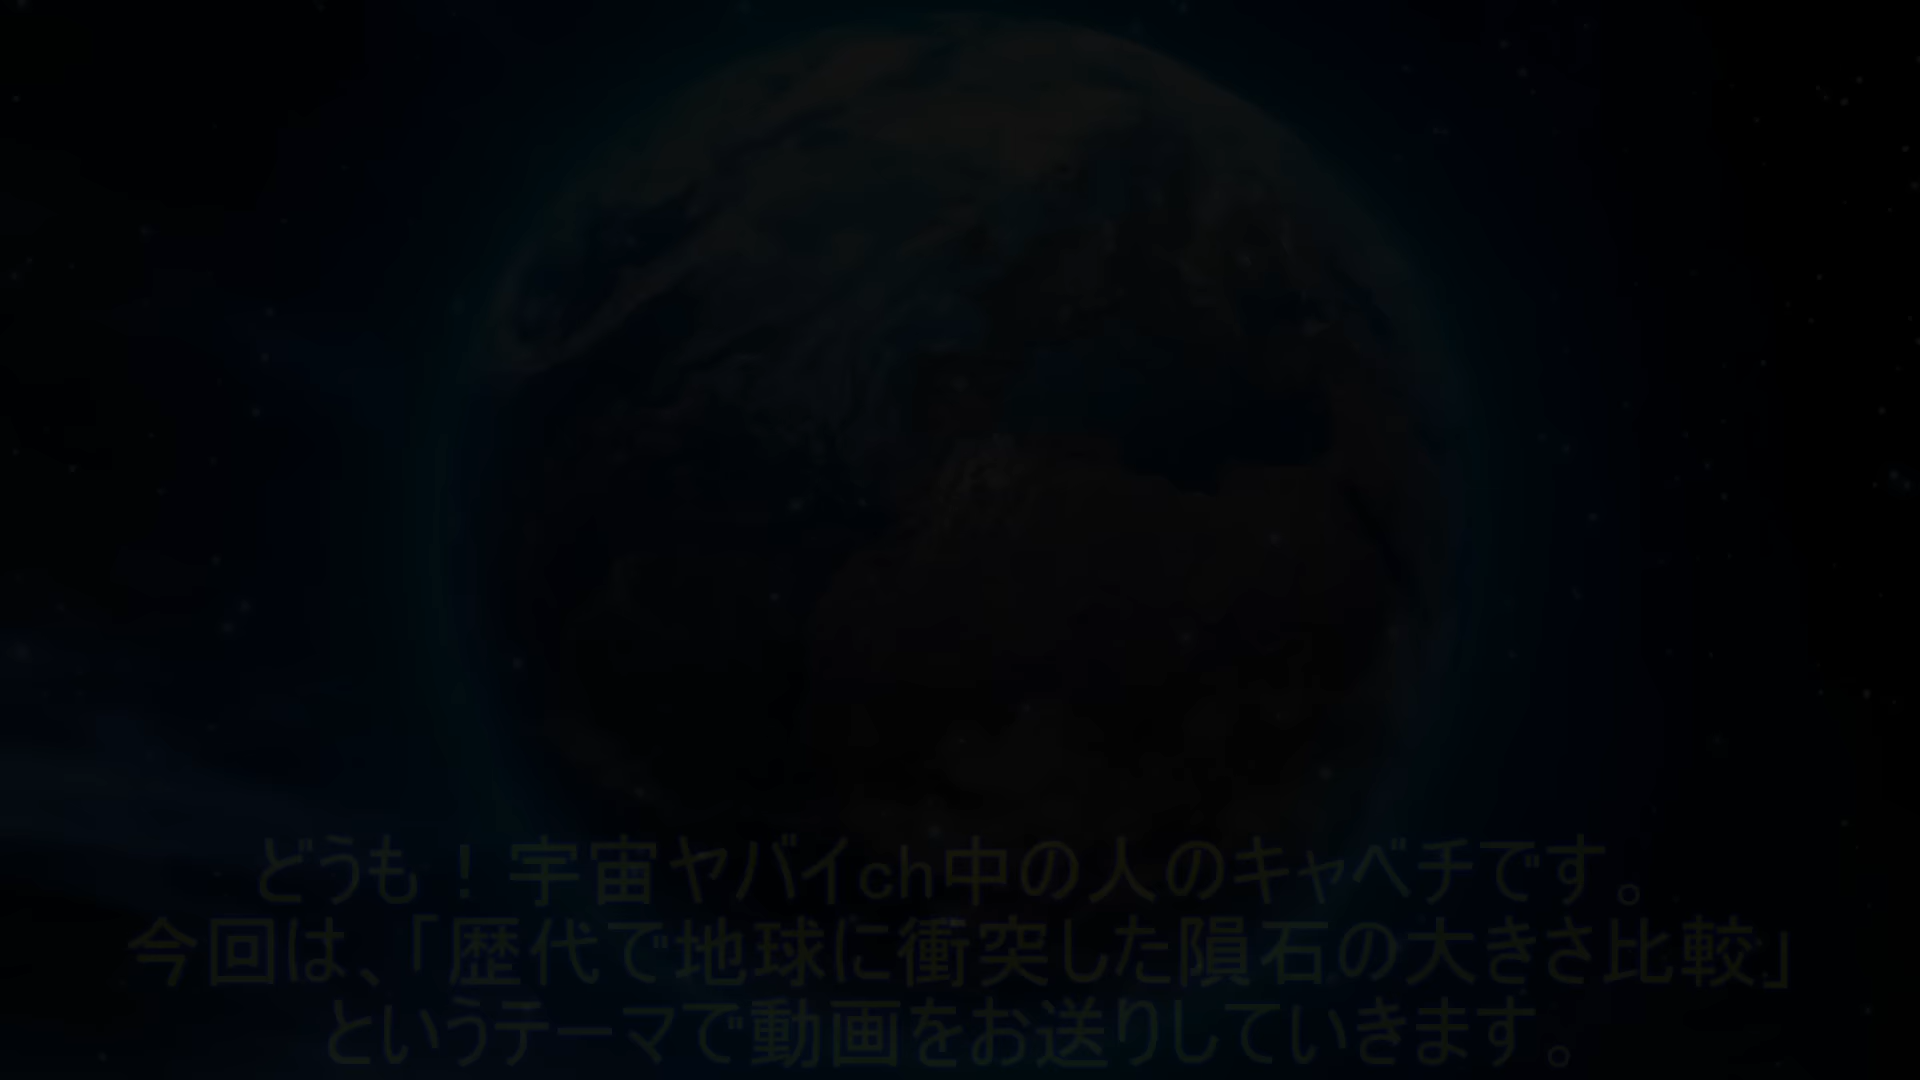 どうも！宇宙ヤバイch中の人のキャベチです。
今回は、「歴代で地球に衝突した隕石の大きさ比較」
というテーマで動画をお送りしていきます。